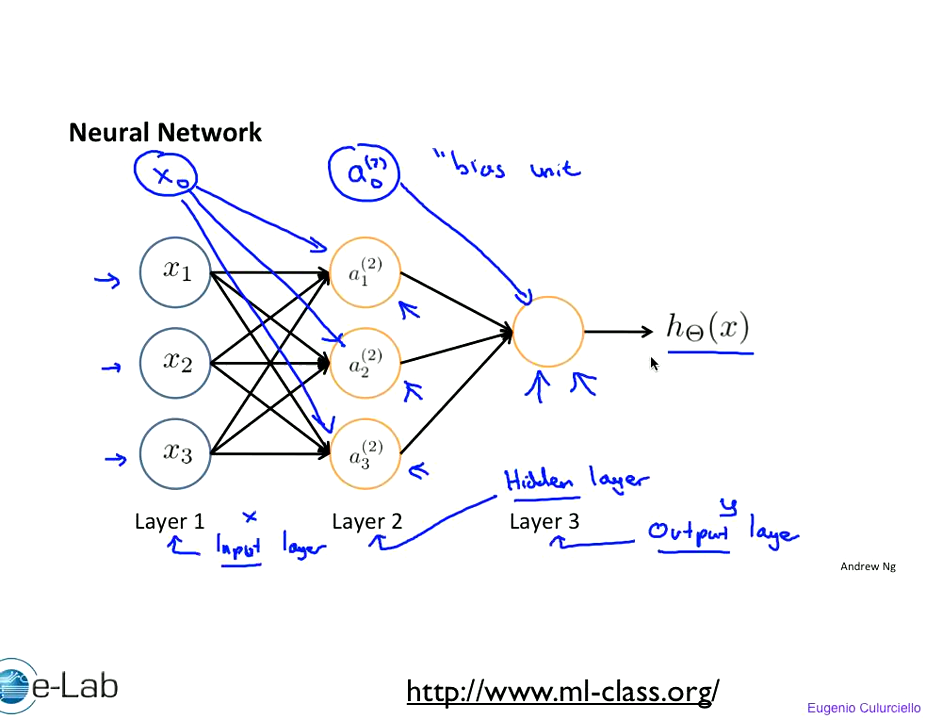 Neural Network
x₀
a₀⁽²⁾
"bias unit
x₁
a₁⁽²⁾
x₂
a₂⁽²⁾
h_Θ(x)
x₃
a₃⁽²⁾
Hidden layer
Layer 1
x
Layer 2
Layer 3
y
Input layer
Output layer
Andrew Ng
e-Lab
http://www.ml-class.org/
Eugenio Culurciello